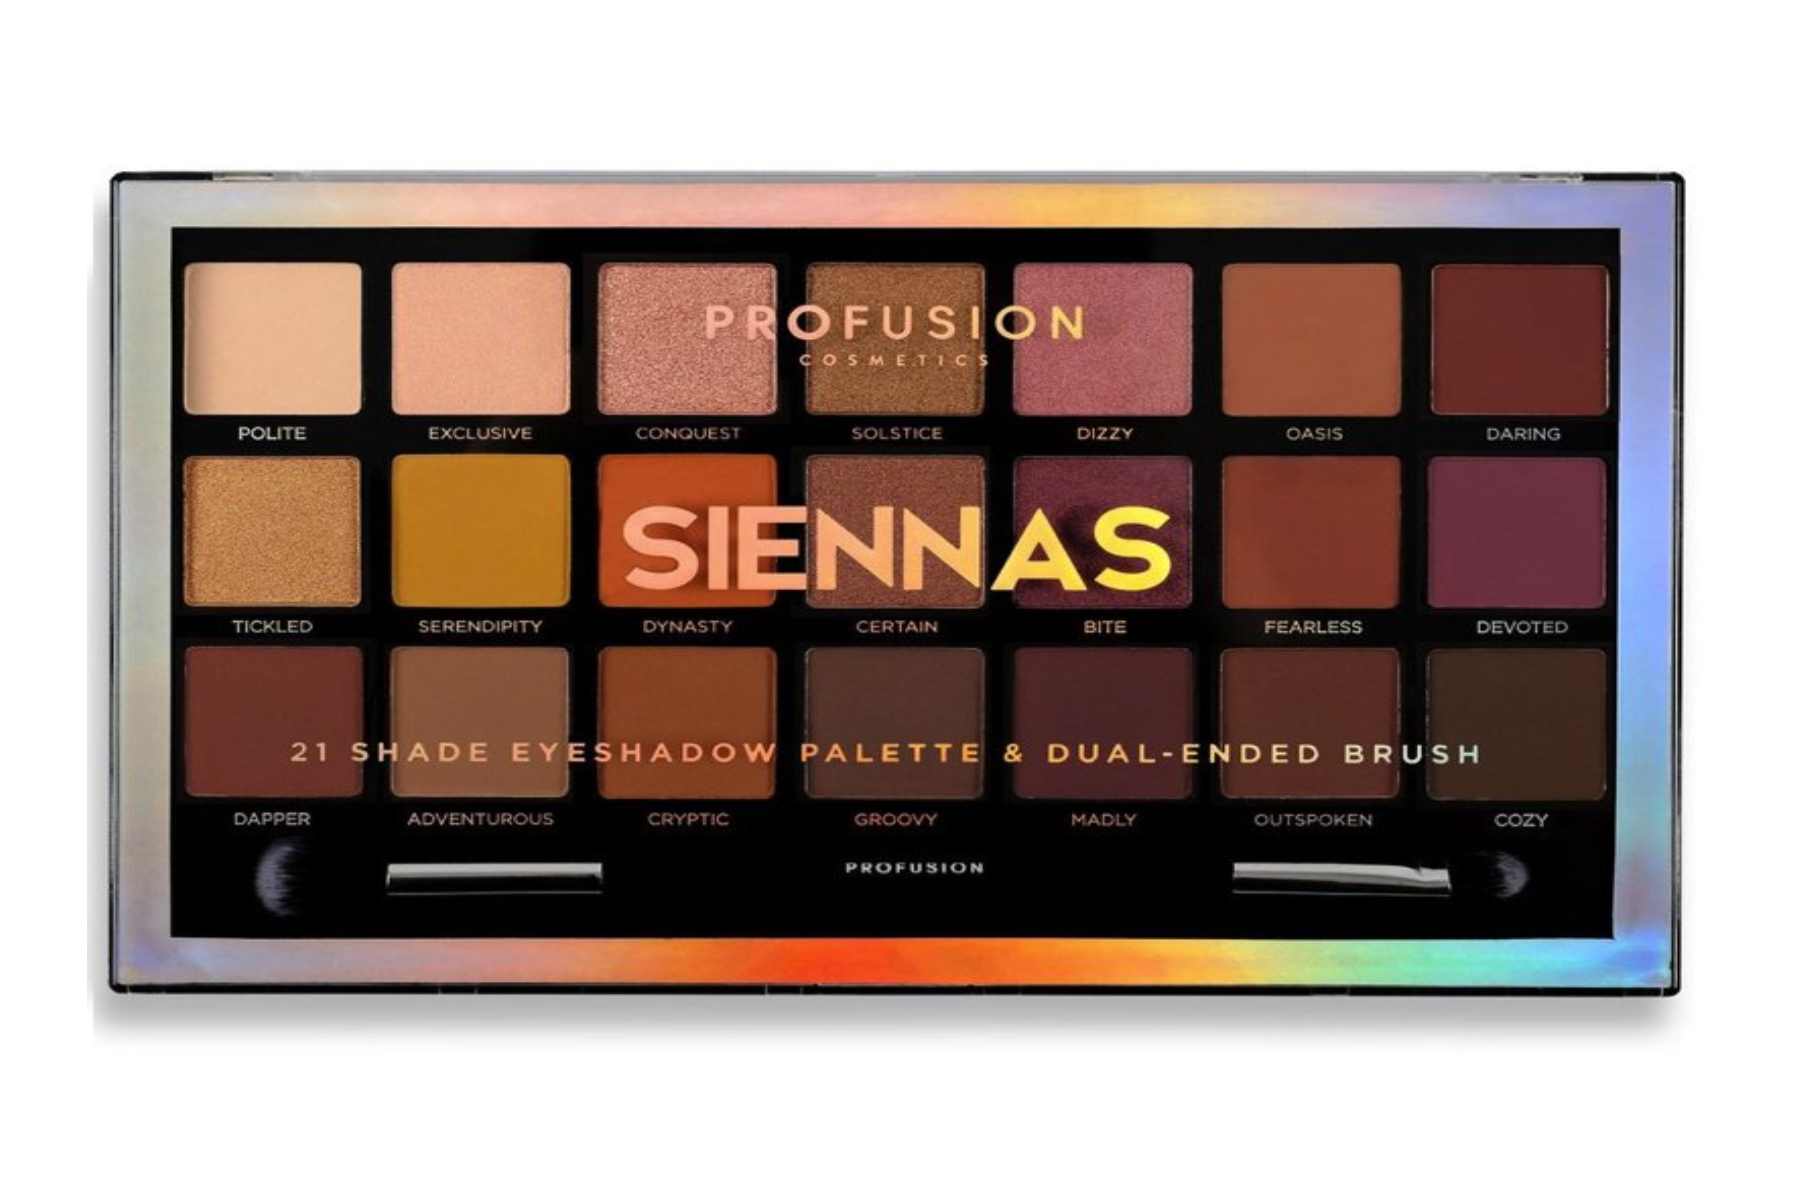 PROFUSION
COSMETICS
POLITE EXCLUSIVE CONQUEST SOLSTICE DIZZY OASIS DARING
SIENNAS
TICKLED SERENDIPITY DYNASTY CERTAIN BITE FEARLESS DEVOTED
21 SHADE EYESHADOW PALETTE & DUAL-ENDED BRUSH
DAPPER ADVENTUROUS CRYPTIC GROOVY MADLY OUTSPOKEN COZY
PROFUSION